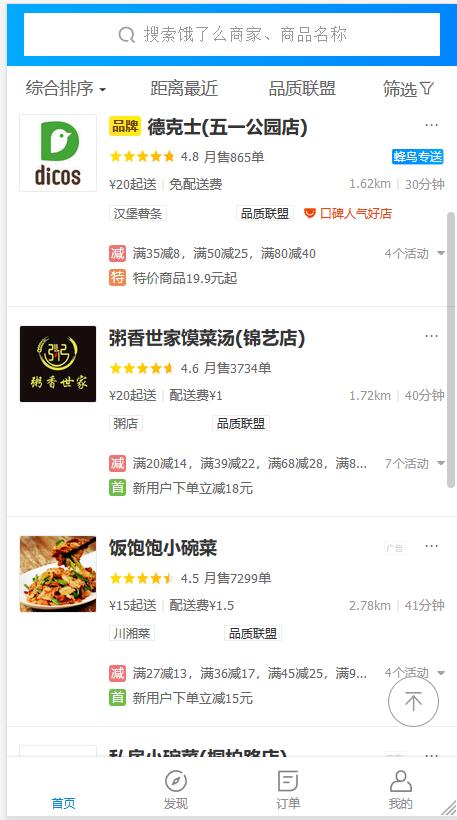 搜索饿了么商家、商品名称
综合排序 距离最近 品质联盟 筛选
dicos
品牌 德克士(五一公园店) ...
4.8 月售865单 蜂鸟专送
¥20起送 | 免配送费 1.62km | 30分钟
汉堡薯条 品质联盟 口碑人气好店
减 满35减8，满50减25，满80减40 4个活动
特 特价商品19.9元起
粥香世家
粥香世家馍菜汤(锦艺店) ...
4.6 月售3734单
¥20起送 | 配送费¥1 1.72km | 40分钟
粥店 品质联盟
减 满20减14，满39减22，满68减28，满8... 7个活动
首 新用户下单立减18元
饭饱饱小碗菜 广告 ...
4.5 月售7299单
¥15起送 | 配送费¥1.5 2.78km | 41分钟
川湘菜 品质联盟
减 满27减13，满36减17，满45减25，满9... 4个活动
首 新用户下单立减15元
首页 发现 订单 我的